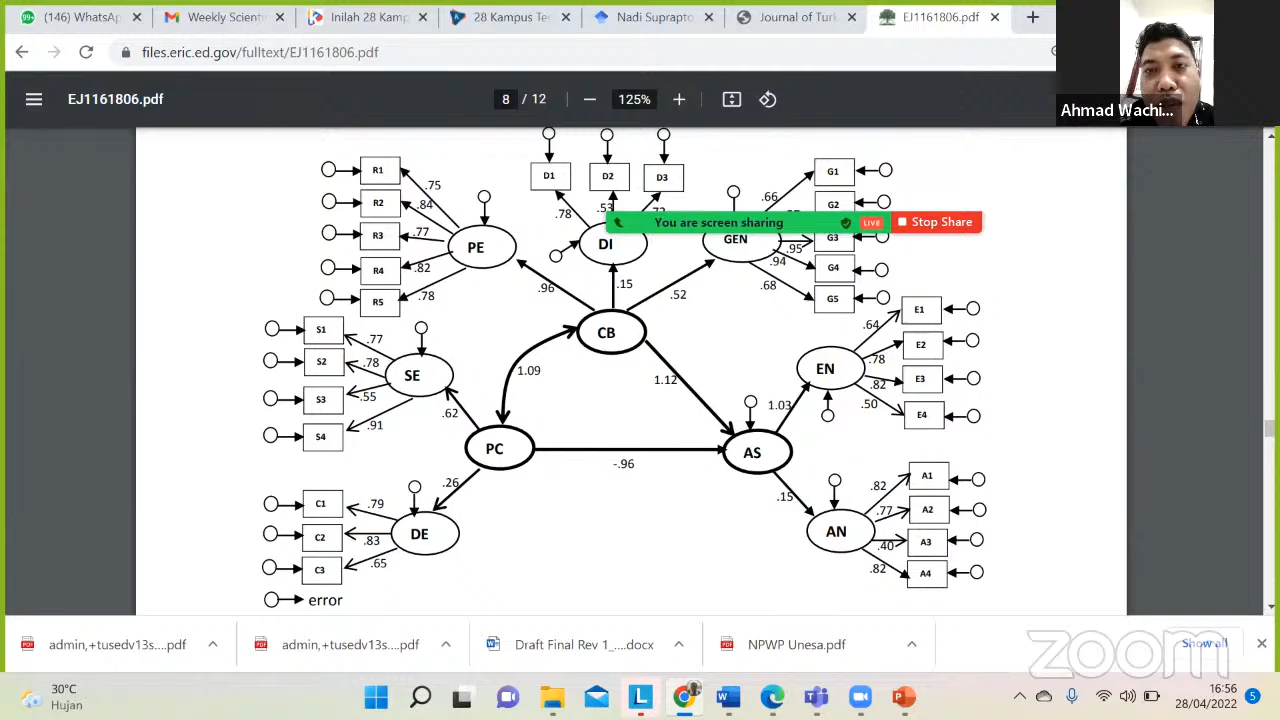 (16) WhatsAp
Weekly Scient
Inilah 28 Kamp
28 Kampus Te
Nadi Suprapto
Journal of Turk
EJ1161806.pdf
files.eric.ed.gov/fulltext/EJ1161806.pdf
EJ1161806.pdf
8 / 12
125%
Ahmad Wachi...
You are screen sharing
LIVE
Stop Share
R1
R2
R3
R4
R5
.75
.84
.77
.82
.78
PE
D1
D2
D3
.78
.53
DI
G1
G2
G3
G4
G5
.66
.95
.94
.68
GEN
.96
.15
.52
CB
S1
S2
S3
S4
.77
.78
.55
.91
SE
1.09
1.12
E1
E2
E3
E4
.64
.78
.82
.50
EN
.62
1.03
PC
-.96
AS
.26
.15
C1
C2
C3
.79
.83
.65
DE
A1
A2
A3
A4
.82
.77
.40
.82
AN
error
admin,+tusedv13s....pdf
admin,+tusedv13s....pdf
Draft Final Rev 1_....docx
NPWP Unesa.pdf
Show all
zoom
30°C
Hujan
16:56
28/04/2022
5